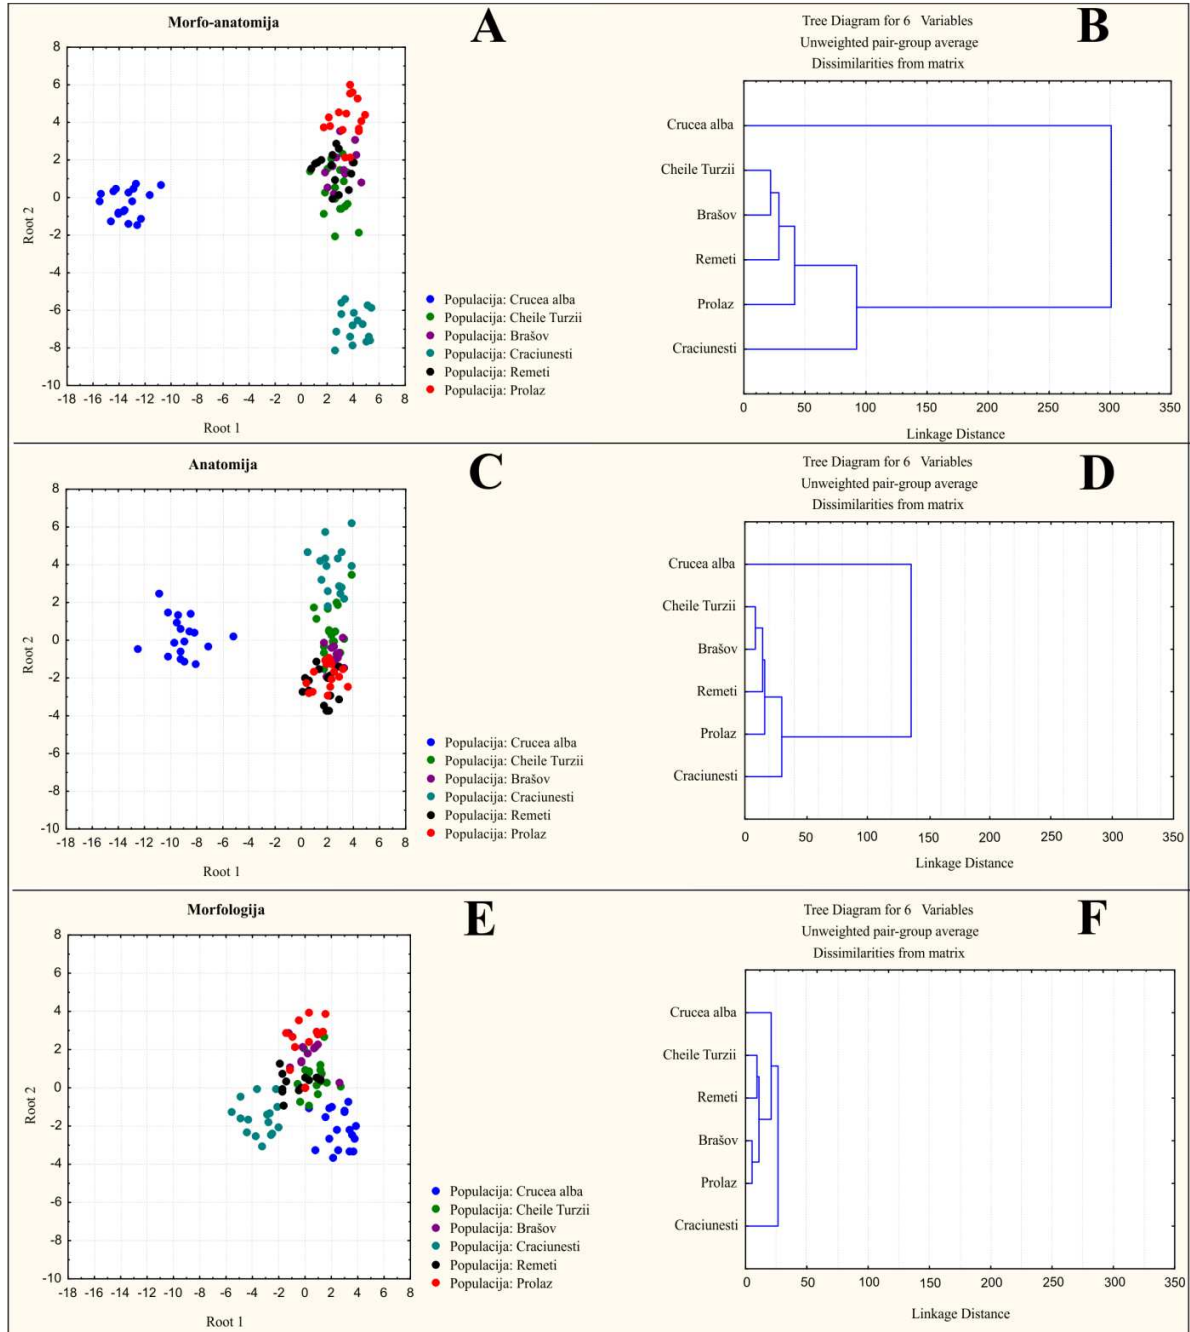 Morfo-anatomija
A
8
6
4
2
0
-2
-4
-6
-8
-10
Root 2
-18 -16 -14 -12 -10 -8 -6 -4 -2 0 2 4 6 8
Root 1
Populacija: Crucea alba
Populacija: Cheile Turzii
Populacija: Brašov
Populacija: Craciunesti
Populacija: Remeti
Populacija: Prolaz
Tree Diagram for 6 Variables
Unweighted pair-group average
Dissimilarities from matrix
B
Crucea alba
Cheile Turzii
Brašov
Remeti
Prolaz
Craciunesti
0 50 100 150 200 250 300 350
Linkage Distance
Anatomija
C
8
6
4
2
0
-2
-4
-6
-8
-10
Root 2
-18 -16 -14 -12 -10 -8 -6 -4 -2 0 2 4 6 8
Root 1
Populacija: Crucea alba
Populacija: Cheile Turzii
Populacija: Brašov
Populacija: Craciunesti
Populacija: Remeti
Populacija: Prolaz
Tree Diagram for 6 Variables
Unweighted pair-group average
Dissimilarities from matrix
D
Crucea alba
Cheile Turzii
Brašov
Remeti
Prolaz
Craciunesti
0 50 100 150 200 250 300 350
Linkage Distance
Morfologija
E
8
6
4
2
0
-2
-4
-6
-8
-10
Root 2
-18 -16 -14 -12 -10 -8 -6 -4 -2 0 2 4 6 8
Root 1
Populacija: Crucea alba
Populacija: Cheile Turzii
Populacija: Brašov
Populacija: Craciunesti
Populacija: Remeti
Populacija: Prolaz
Tree Diagram for 6 Variables
Unweighted pair-group average
Dissimilarities from matrix
F
Crucea alba
Cheile Turzii
Remeti
Brašov
Prolaz
Craciunesti
0 50 100 150 200 250 300 350
Linkage Distance